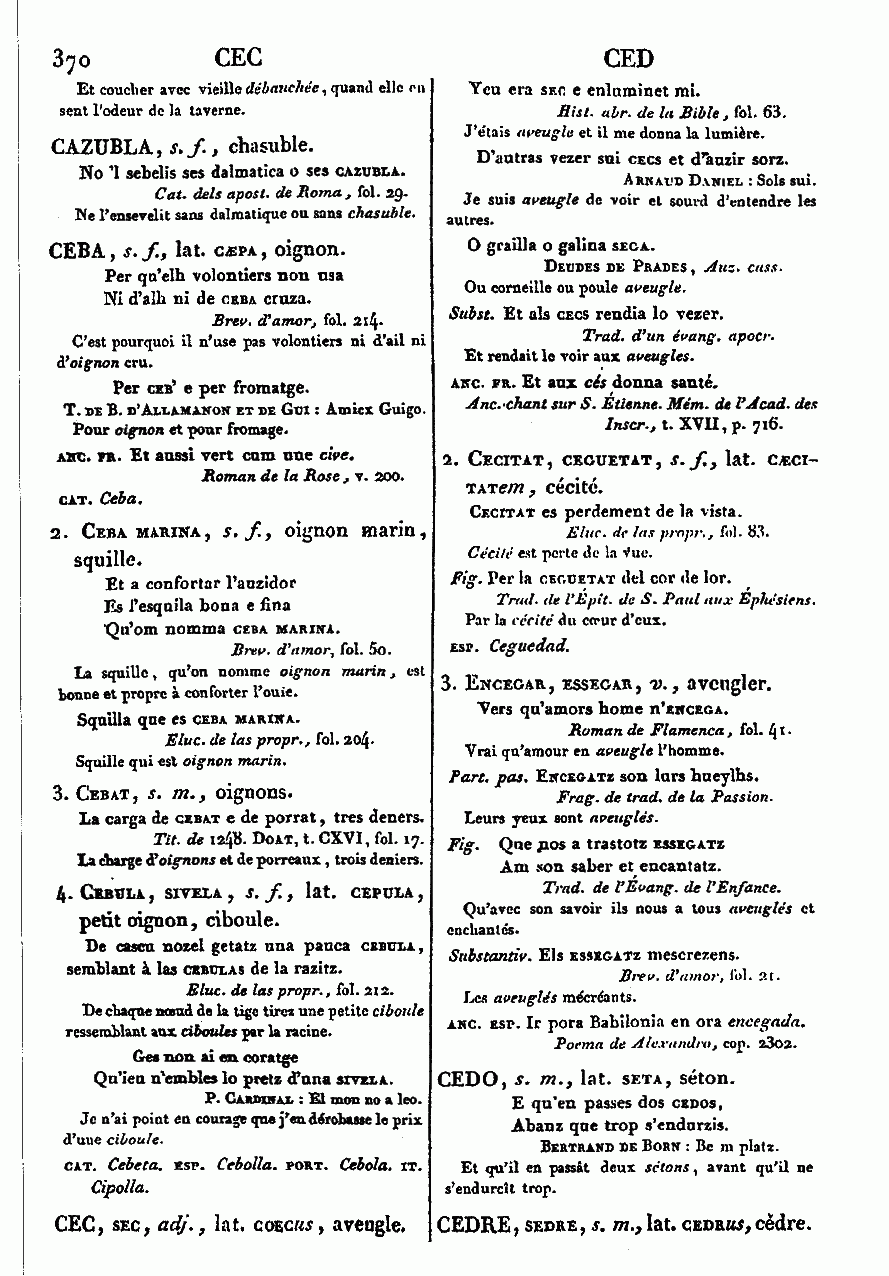 370 CEC CED
Et coucher avec vieille débauchée, quand elle en
sent l'odeur de la taverne.
CAZUBLA, s. f., chasuble.
No 'l sebelis ses dalmatica o ses CAZUBLA.
Cat. dels apost. de Roma, fol. 29.
Ne l'ensevelit sans dalmatique ou sans chasuble.
CEBA, s. f., lat. CÆPA, oignon.
Per qu'elh volontiers non usa
Ni d'alh ni de CEBA cruza.
Brev. d'amor, fol. 214.
C'est pourquoi il n'use pas volontiers ni d'ail ni
d'oignon cru.
Per CEB' e per fromatge.
T. DE B. D'ALLAMANON ET DE GUI : Amicx Guigo.
Pour oignon et pour fromage.
ANC. FR. Et aussi vert cum une cive.
Roman de la Rose, v. 200.
CAT. Ceba.
2. CEBA MARINA, s. f., oignon marin,
squille.
Et a confortar l'auzidor
Es l'esquila bona e fina
Qu'om nomma CEBA MARINA.
Brev. d'amor, fol. 50.
La squille, qu'on nomme oignon marin, est
bonne et propre à conforter l'ouie.
Squilla que es CEBA MARINA.
Eluc. de las propr., fol. 204.
Squille qui est oignon marin.
3. CEBAT, s. m., oignons.
La carga de CEBAT e de porrat, tres deners.
Tit. de 1248. DOAT, t. CXVI, fol. 17.
La charge d'oignons et de porreaux, trois deniers.
4. CEBULA, SIVELA, s. f., lat. CEPULA,
petit oignon, ciboule.
De cascu nozel getatz una pauca CEBULA,
semblant à las CEBULAS de la razitz.
Eluc. de las propr., fol. 212.
De chaque nœud de la tige tirez une petite ciboule
ressemblant aux ciboules par la racine.
Ges non ai en coratge
Qu'ieu n'embles lo pretz d'una SIVELA.
P. CARDINAL : El mon no a leo.
Je n'ai point en courage que j'en dérobasse le prix
d'une ciboule.
CAT. Cebeta. ESP. Cebolla. PORT. Cebola. IT.
Cipolla.
CEC, SEC, adj., lat. COECUS, aveugle.
Yeu era SEC e enluminet mi.
Hist. abr. de la Bible, fol. 63.
J'étais aveugle et il me donna la lumière.
D'autras vezer sui CECS et d'auzir sorz.
ARNAUD DANIEL : Sols sui.
Je suis aveugle de voir et sourd d'entendre les
autres.
O grailla o galina SEGA.
DEUDES DE PRADES, Auz. cass.
Ou corneille ou poule aveugle.
Subst. Et als CECS rendia lo vezer.
Trad. d'un évang. apocr.
Et rendait le voir aux aveugles.
ANC. FR. Et aux cés donna santé.
Anc. chant sur S. Étienne. Mém. de l'Acad. des
Inscr., t. XVII, p. 716.
2. CECITAT, CEGUETAT, s. f., lat. CÆCI-
TATem, cécité.
CECITAT es perdement de la vista.
Eluc. de las propr., fol. 83.
Cécité est perte de la vue.
Fig. Per la CEGUETAT del cor de lor.
Trad. de l'Épît. de S. Paul aux Éphésiens.
Par la cécité du cœur d'eux.
ESP. Ceguedad.
3. ENCEGAR, ESSEGAR, v., aveugler.
Vers qu'amors home n'ENCEGA.
Roman de Flamenca, fol. 41.
Vrai qu'amour en aveugle l'homme.
Part. pas. ENCEGATZ son lurs hueylhs.
Frag. de trad. de la Passion.
Leurs yeux sont aveuglés.
Fig. Que nos a trastotz ESSEGATZ
Am son saber et encantatz.
Trad. de l'Évang. de l'Enfance.
Qu'avec son savoir ils nous a tous aveuglés et
enchantés.
Substantiv. Els ESSEGATZ mescrezens.
Brev. d'amor, fol. 21.
Les aveuglés mécréants.
ANC. ESP. Ir pora Babilonia en ora encegada.
Poema de Alexandro, cop. 2302.
CEDO, s. m., lat. SETA, séton.
E qu'en passes dos CEDOS,
Abanz que trop s'endurzis.
BERTRAND DE BORN : Be m platz.
Et qu'il en passât deux sétons, avant qu'il ne
s'endurcît trop.
CEDRE, SEDRE, s. m., lat. CEDRUS, cédre.